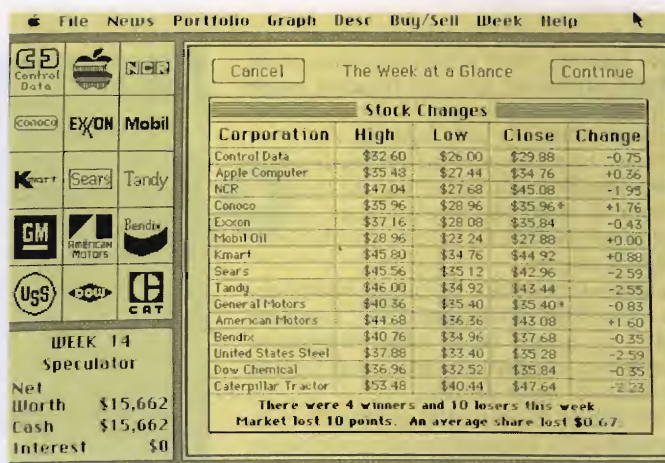 File News Portfolio Graph Desc Buy/Sell Week Help
Control Data
NCR
conoco EXXON Mobil
Kmart Sears Tandy
GM American Motors Bendix
USS DOW CAT
WEEK 14
Speculator
Net
Worth $15,662
Cash $15,662
Interest $0
Cancel The Week at a Glance Continue
Stock Changes
Corporation High Low Close Change
Control Data $32.60 $26.00 $29.88 -0.75
Apple Computer $35.48 $27.44 $34.76 +0.36
NCR $47.04 $27.68 $45.08 -1.95
Conoco $35.96 $28.96 $35.96+ +1.76
Exxon $37.16 $28.08 $35.84 -0.43
Mobil Oil $28.96 $23.24 $27.88 +0.00
Kmart $45.80 $34.76 $44.92 +0.88
Sears $45.56 $35.12 $42.96 -2.59
Tandy $46.00 $34.92 $43.44 -2.55
General Motors $40.36 $35.40 $35.40+ -0.83
American Motors $44.68 $36.36 $43.08 +1.60
Bendix $40.76 $34.96 $37.68 -0.35
United States Steel $37.88 $33.40 $35.28 -2.59
Dow Chemical $36.96 $32.52 $35.84 -0.35
Caterpillar Tractor $53.48 $40.44 $47.64 -2.23
There were 4 winners and 10 losers this week
Market lost 10 points. An average share lost $0.67.